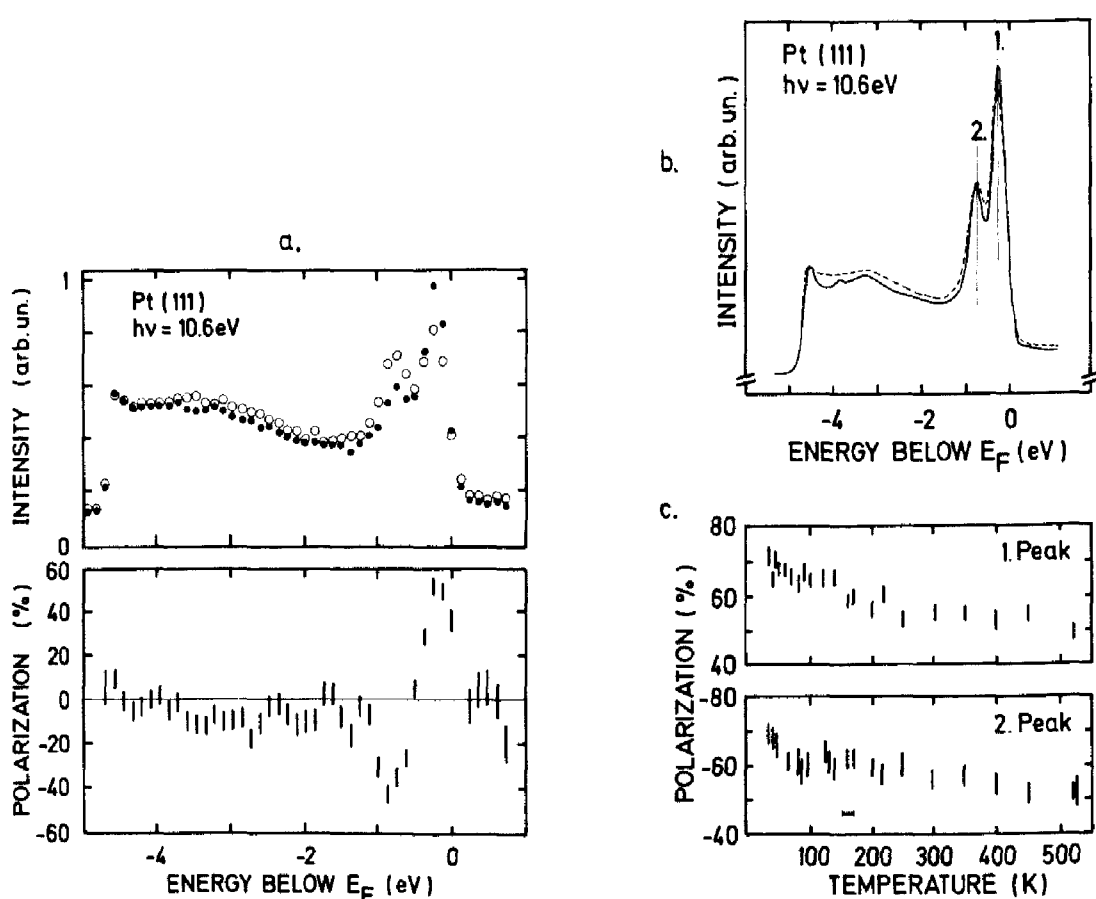 a.
Pt (111)
hν = 10.6eV
INTENSITY (arb.un.)
1
0
POLARIZATION (%)
60
40
20
0
-20
-40
-60
-4
-2
0
ENERGY BELOW EF (eV)
b.
Pt (111)
hν = 10.6eV
1.
2.
INTENSITY (arb.un.)
-4
-2
0
ENERGY BELOW EF (eV)
c.
1. Peak
80
60
40
POLARIZATION (%)
2. Peak
-80
-60
-40
100 200 300 400 500
TEMPERATURE (K)